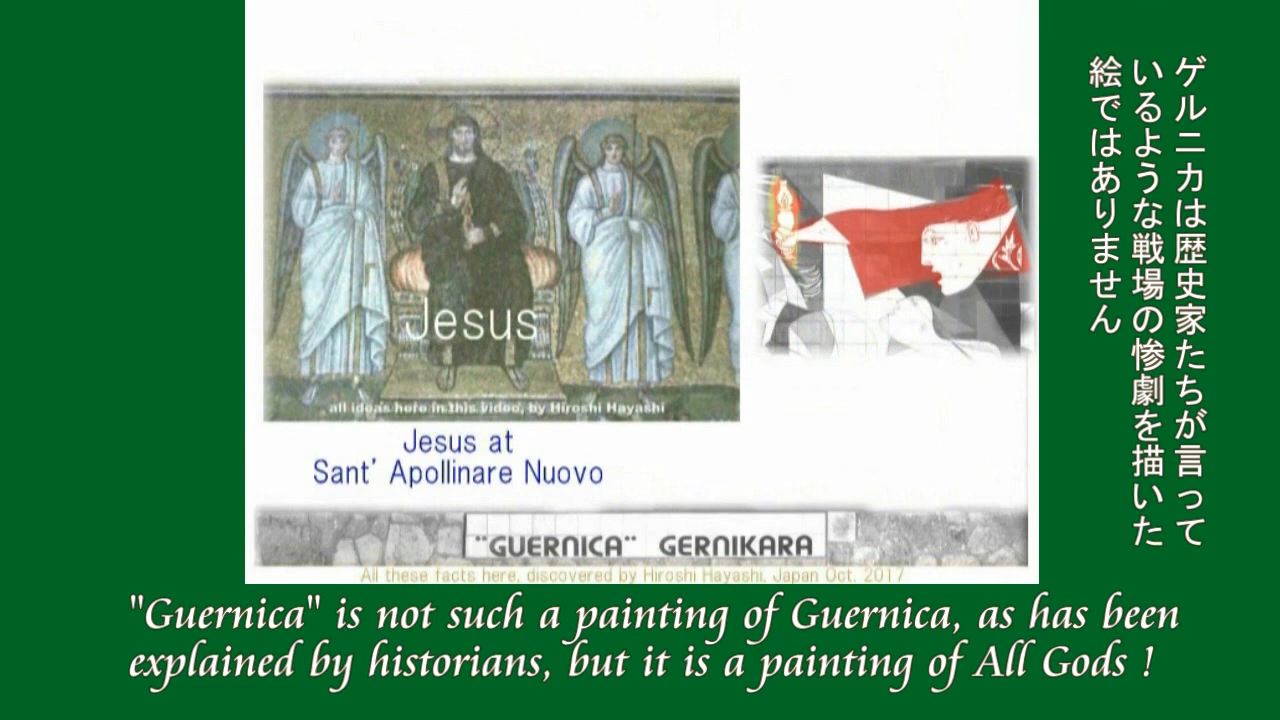 ゲルニカは歴史家たちが言って
いるような戦場の惨劇を描いた
絵ではありません
Jesus
all ideas here in this video, by Hiroshi Hayashi
Jesus at
Sant' Apollinare Nuovo
"GUERNICA" GERNIKARA
All these facts here, discovered by Hiroshi Hayashi, Japan Oct. 2017
"Guernica" is not such a painting of Guernica, as has been
explained by historians, but it is a painting of All Gods !